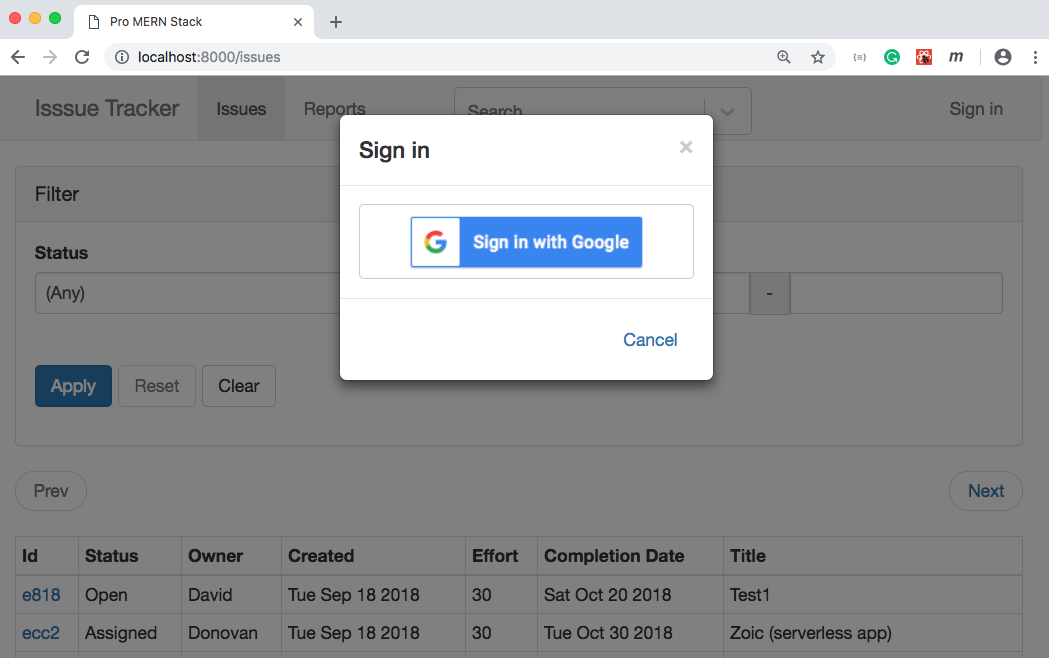 Pro MERN Stack
localhost:8000/issues
m
Isssue Tracker Issues Reports Search Sign in
Sign in ×
Filter
G Sign in with Google
Status
(Any) -
Cancel
Apply Reset Clear
Prev Next
Id Status Owner Created Effort Completion Date Title
e818 Open David Tue Sep 18 2018 30 Sat Oct 20 2018 Test1
ecc2 Assigned Donovan Tue Sep 18 2018 30 Tue Oct 30 2018 Zoic (serverless app)